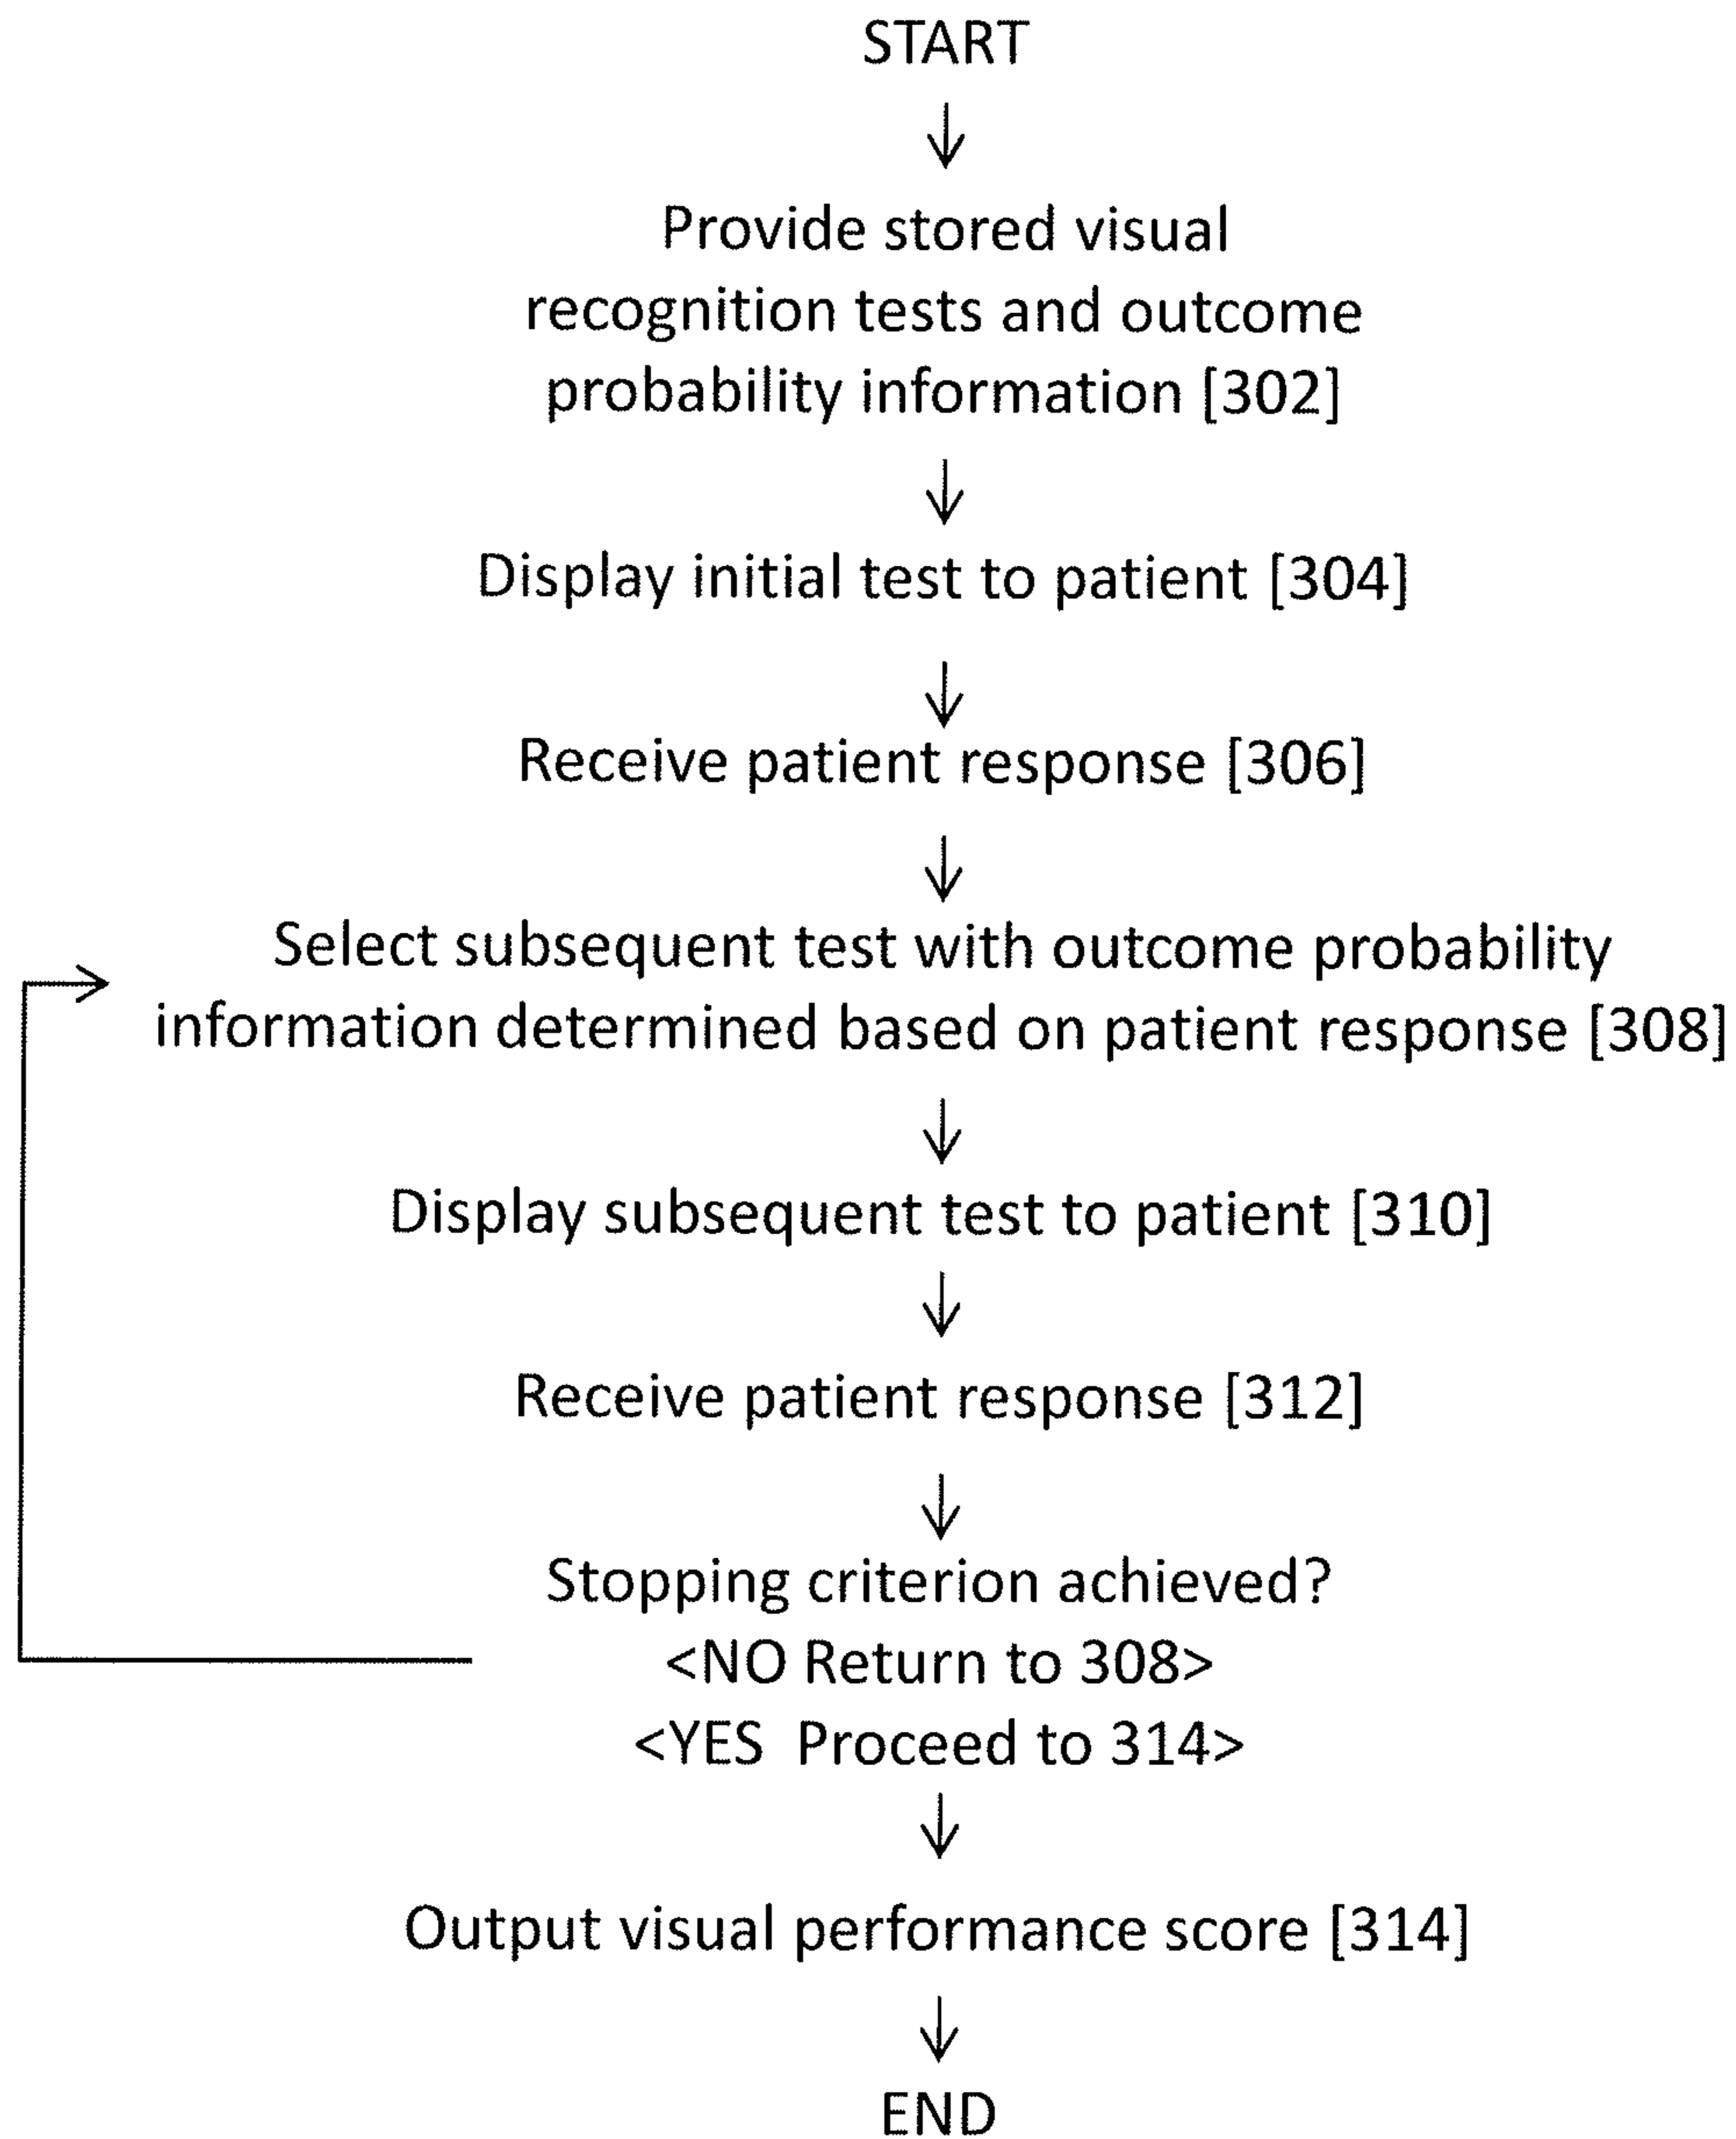 START
Provide stored visual
recognition tests and outcome
probability information [302]
Display initial test to patient [304]
Receive patient response [306]
Select subsequent test with outcome probability
information determined based on patient response [308]
Display subsequent test to patient [310]
Receive patient response [312]
Stopping criterion achieved?
<NO Return to 308>
<YES  Proceed to 314>
Output visual performance score [314]
END